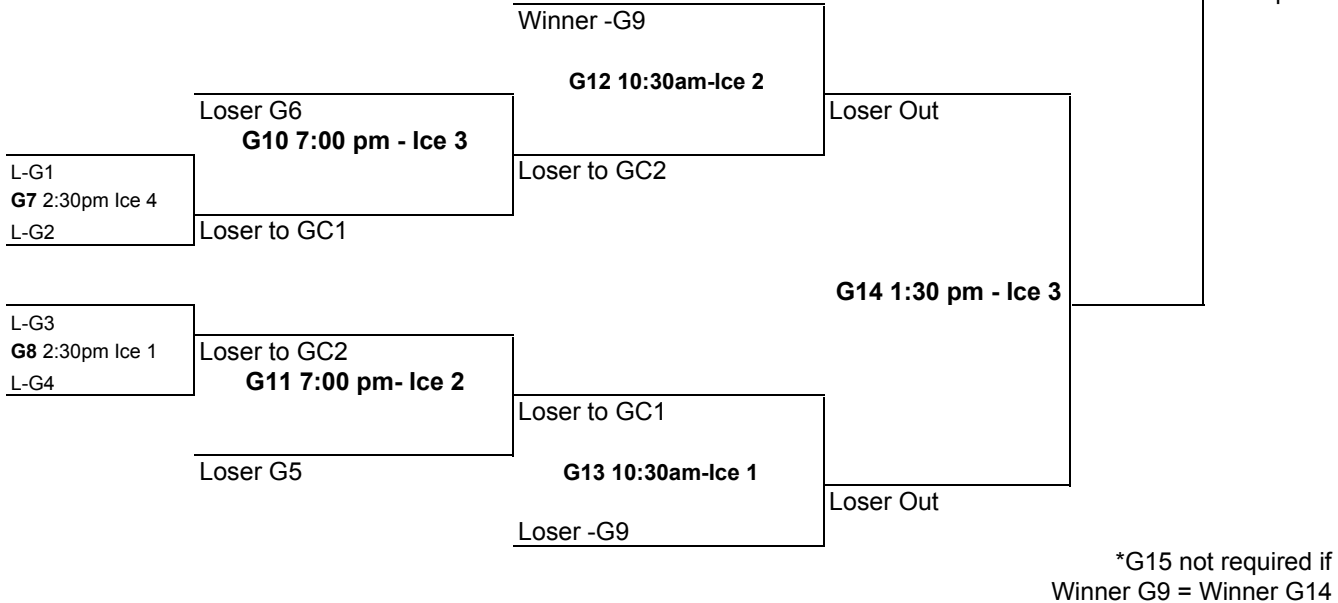 Winner -G9
G12 10:30am-Ice 2
Loser G6
Loser Out
G10 7:00 pm - Ice 3
L-G1
Loser to GC2
G7 2:30pm Ice 4
L-G2
Loser to GC1
G14 1:30 pm - Ice 3
L-G3
G8 2:30pm Ice 1
Loser to GC2
L-G4
G11 7:00 pm- Ice 2
Loser to GC1
Loser G5
G13 10:30am-Ice 1
Loser Out
Loser -G9
*G15 not required if
Winner G9 = Winner G14